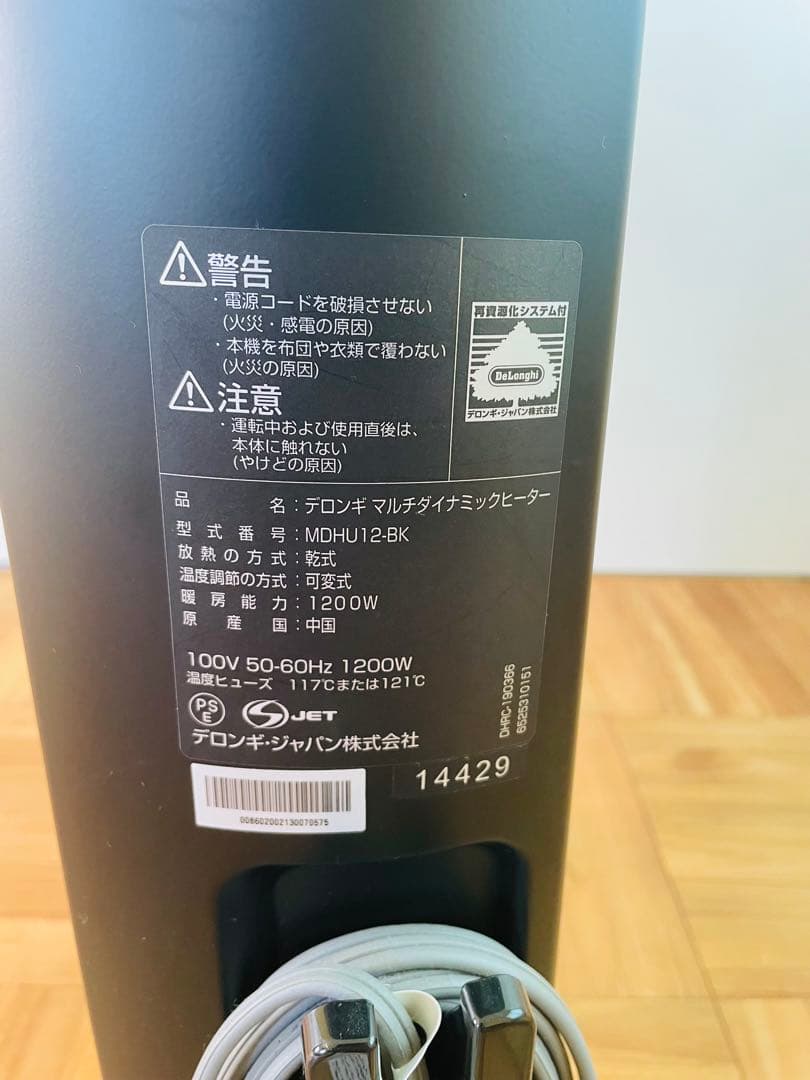 警告
・電源コードを破損させない
(火災・感電の原因)
・本機を布団や衣類で覆わない
(火災の原因)
注意
・運転中および使用直後は、
本体に触れない
(やけどの原因)
再資源化システム付
DeLonghi
デロンギ・ジャパン株式会社
品名:デロンギ マルチダイナミックヒーター
型式番号:MDHU12-BK
放熱の方式:乾式
温度調節の方式:可変式
暖房能力:1200W
原産国:中国
100V 50-60Hz 1200W
温度ヒューズ 117℃または121℃
PS
E
S JET
デロンギ・ジャパン株式会社
DHRC-190366
6525310151
14429
008602002130070575